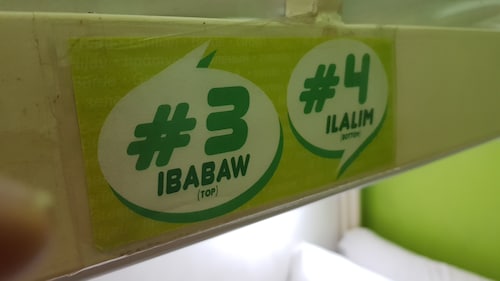 #3
IBABAW
(TOP)
#4
ILALIM
(BOTTOM)